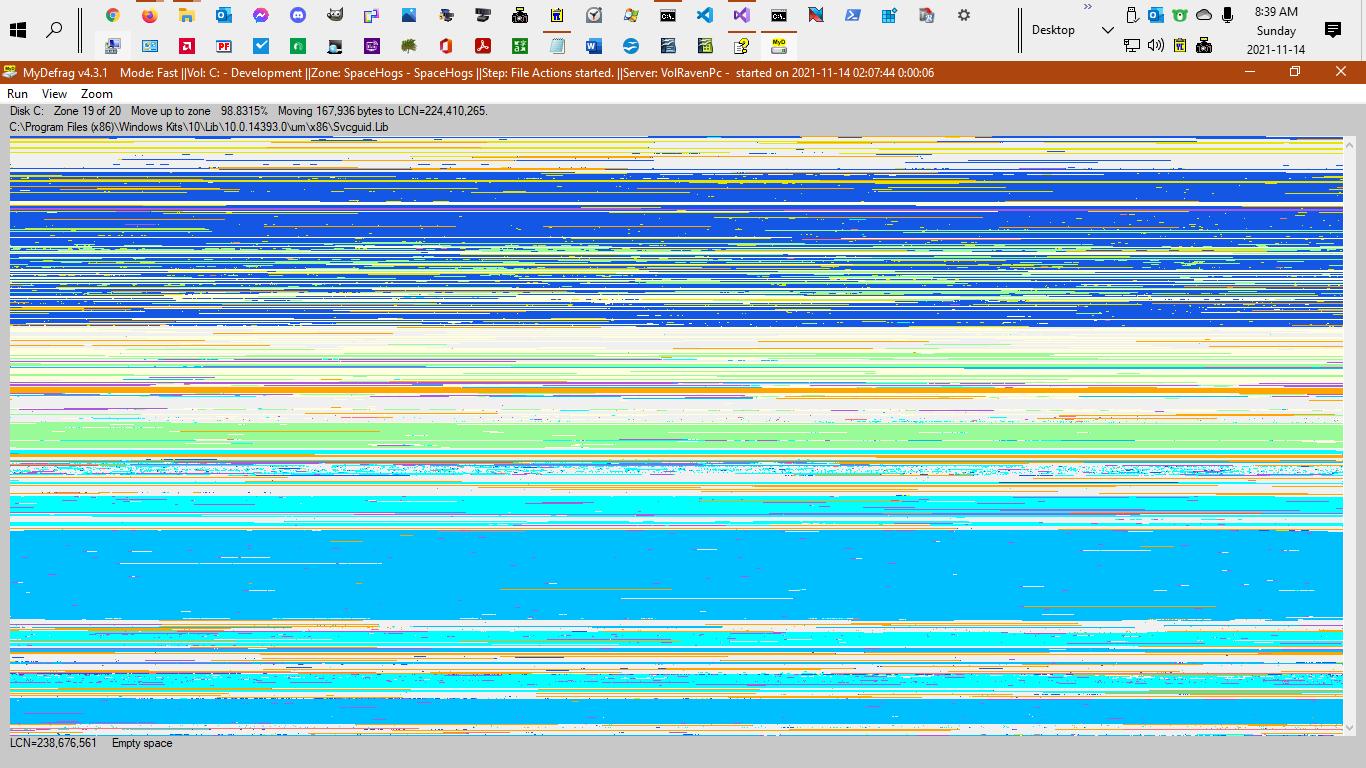 8:39 AM
Desktop
Sunday
2021-11-14
MyDefrag v4.3.1 Mode: Fast ||Vol: C: - Development ||Zone: SpaceHogs - SpaceHogs ||Step: File Actions started. ||Server: VolRavenPc - started on 2021-11-14 02:07:44 0:00:06
Run View Zoom
Disk C: Zone 19 of 20 Move up to zone 98.8315% Moving 167,936 bytes to LCN=224,410,265.
C:\Program Files (x86)\Windows Kits\10\Lib\10.0.14393.0\um\x86\Svcguid.Lib
LCN=238,676,561 Empty space